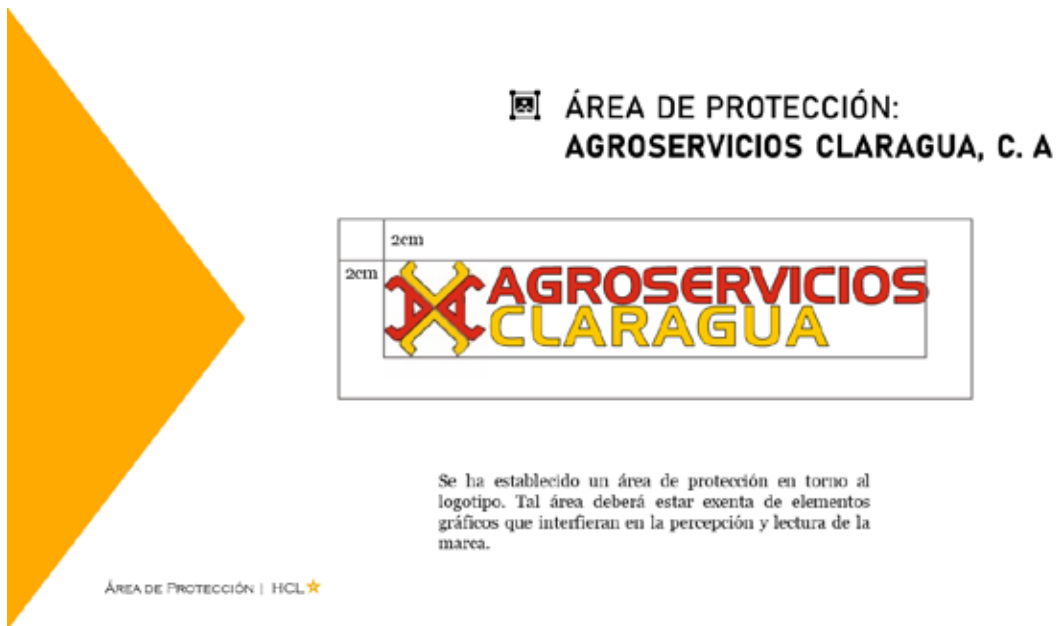 ÁREA DE PROTECCIÓN:
AGROSERVICIOS CLARAGUA, C. A
2cm
2cm
AGROSERVICIOS
CLARAGUA
Se ha establecido un área de protección en torno al
logotipo. Tal área deberá estar exenta de elementos
gráficos que interfieran en la percepción y lectura de la
marca.
ÁREA DE PROTECCIÓN | HCL